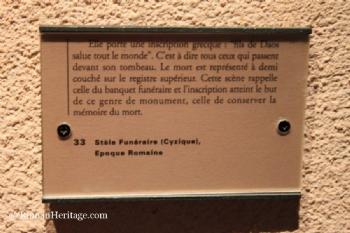 Elle porte une inscription grecque : "fils de Daos
salue tout le monde". C'est à dire tous ceux qui passent
devant son tombeau. Le mort est représenté à demi
couché sur le registre supérieur. Cette scène rappelle
celle du banquet funéraire et l'inscription atteint le but
de ce genre de monument, celle de conserver la
mémoire du mort.
33 Stèle Funéraire (Cyzique),
Epoque Romaine
© RomanHeritage.com